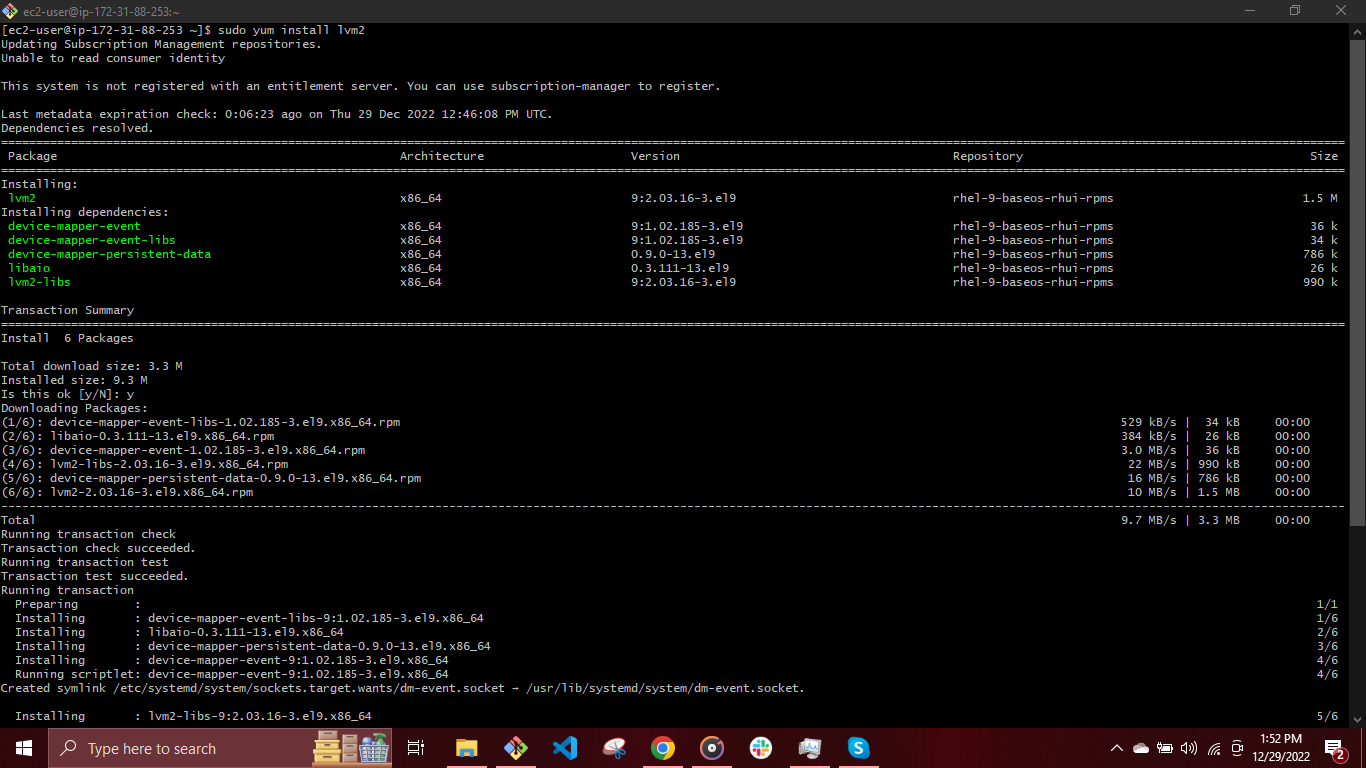 ec2-user@ip-172-31-88-253:~
[ec2-user@ip-172-31-88-253 ~]$ sudo yum install lvm2
Updating Subscription Management repositories.
Unable to read consumer identity
This system is not registered with an entitlement server. You can use subscription-manager to register.
Last metadata expiration check: 0:06:23 ago on Thu 29 Dec 2022 12:46:08 PM UTC.
Dependencies resolved.
Package Architecture Version Repository Size
Installing:
lvm2 x86_64 9:2.03.16-3.el9 rhel-9-baseos-rhui-rpms 1.5 M
Installing dependencies:
device-mapper-event x86_64 9:1.02.185-3.el9 rhel-9-baseos-rhui-rpms 36 k
device-mapper-event-libs x86_64 9:1.02.185-3.el9 rhel-9-baseos-rhui-rpms 34 k
device-mapper-persistent-data x86_64 0.9.0-13.el9 rhel-9-baseos-rhui-rpms 786 k
libaio x86_64 0.3.111-13.el9 rhel-9-baseos-rhui-rpms 26 k
lvm2-libs x86_64 9:2.03.16-3.el9 rhel-9-baseos-rhui-rpms 990 k
Transaction Summary
Install 6 Packages
Total download size: 3.3 M
Installed size: 9.3 M
Is this ok [y/N]: y
Downloading Packages:
(1/6): device-mapper-event-libs-1.02.185-3.el9.x86_64.rpm 529 kB/s | 34 kB 00:00
(2/6): libaio-0.3.111-13.el9.x86_64.rpm 384 kB/s | 26 kB 00:00
(3/6): device-mapper-event-1.02.185-3.el9.x86_64.rpm 3.0 MB/s | 36 kB 00:00
(4/6): lvm2-libs-2.03.16-3.el9.x86_64.rpm 22 MB/s | 990 kB 00:00
(5/6): device-mapper-persistent-data-0.9.0-13.el9.x86_64.rpm 16 MB/s | 786 kB 00:00
(6/6): lvm2-2.03.16-3.el9.x86_64.rpm 10 MB/s | 1.5 MB 00:00
Total 9.7 MB/s | 3.3 MB 00:00
Running transaction check
Transaction check succeeded.
Running transaction test
Transaction test succeeded.
Running transaction
Preparing : 1/1
Installing : device-mapper-event-libs-9:1.02.185-3.el9.x86_64 1/6
Installing : libaio-0.3.111-13.el9.x86_64 2/6
Installing : device-mapper-persistent-data-0.9.0-13.el9.x86_64 3/6
Installing : device-mapper-event-9:1.02.185-3.el9.x86_64 4/6
Running scriptlet: device-mapper-event-9:1.02.185-3.el9.x86_64 4/6
Created symlink /etc/systemd/system/sockets.target.wants/dm-event.socket → /usr/lib/systemd/system/dm-event.socket.
Installing : lvm2-libs-9:2.03.16-3.el9.x86_64 5/6
Type here to search
1:52 PM
12/29/2022
2